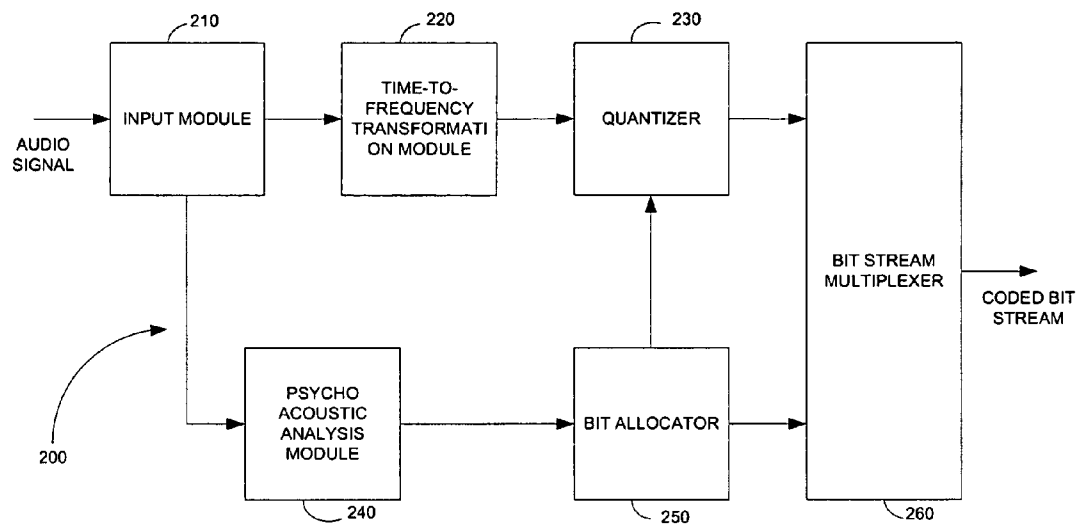 210
220
230
INPUT MODULE
TIME-TO-
FREQUENCY
TRANSFORMATI
ON MODULE
QUANTIZER
AUDIO
SIGNAL
BIT STREAM
MULTIPLEXER
CODED BIT
STREAM
PSYCHO
ACOUSTIC
ANALYSIS
MODULE
BIT ALLOCATOR
200
240
250
260